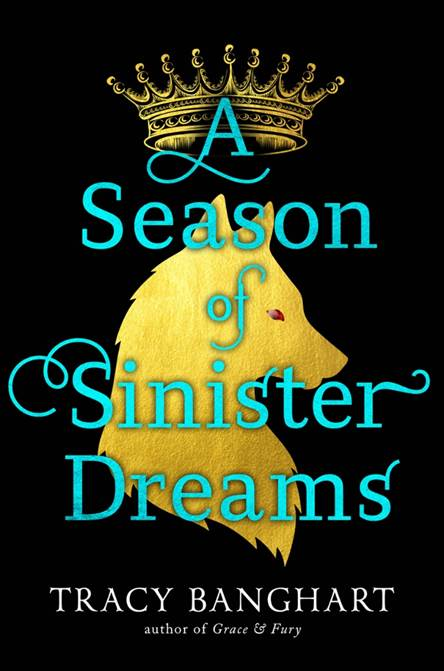 A
Season
of
Sinister
Dreams
TRACY BANGHART
author of Grace & Fury